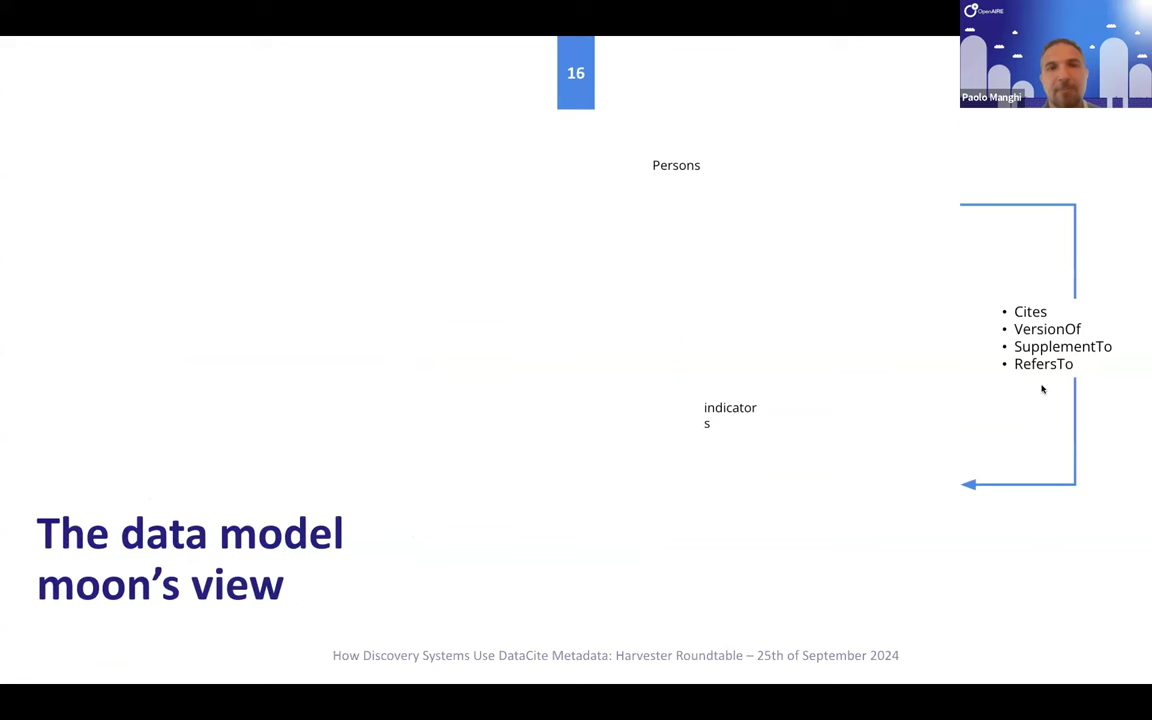 OpenAIRE
16
Paolo Manghi
Persons
• Cites
• VersionOf
• SupplementTo
• RefersTo
indicator
s
The data model
moon’s view
How Discovery Systems Use DataCite Metadata: Harvester Roundtable – 25th of September 2024